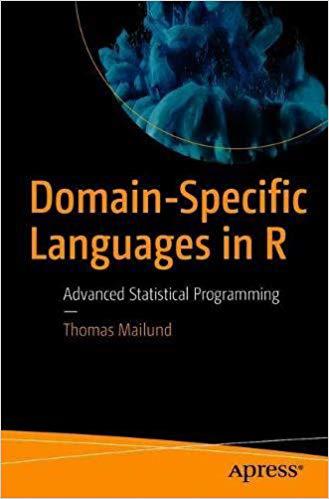 Domain-Specific
Languages in R
Advanced Statistical Programming
—
Thomas Mailund
Apress®